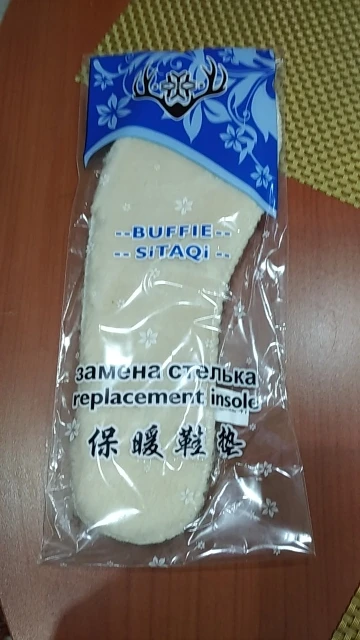 --BUFFIE--
-- SiTAQi --
замена стелька
replacement insole
保暖鞋垫